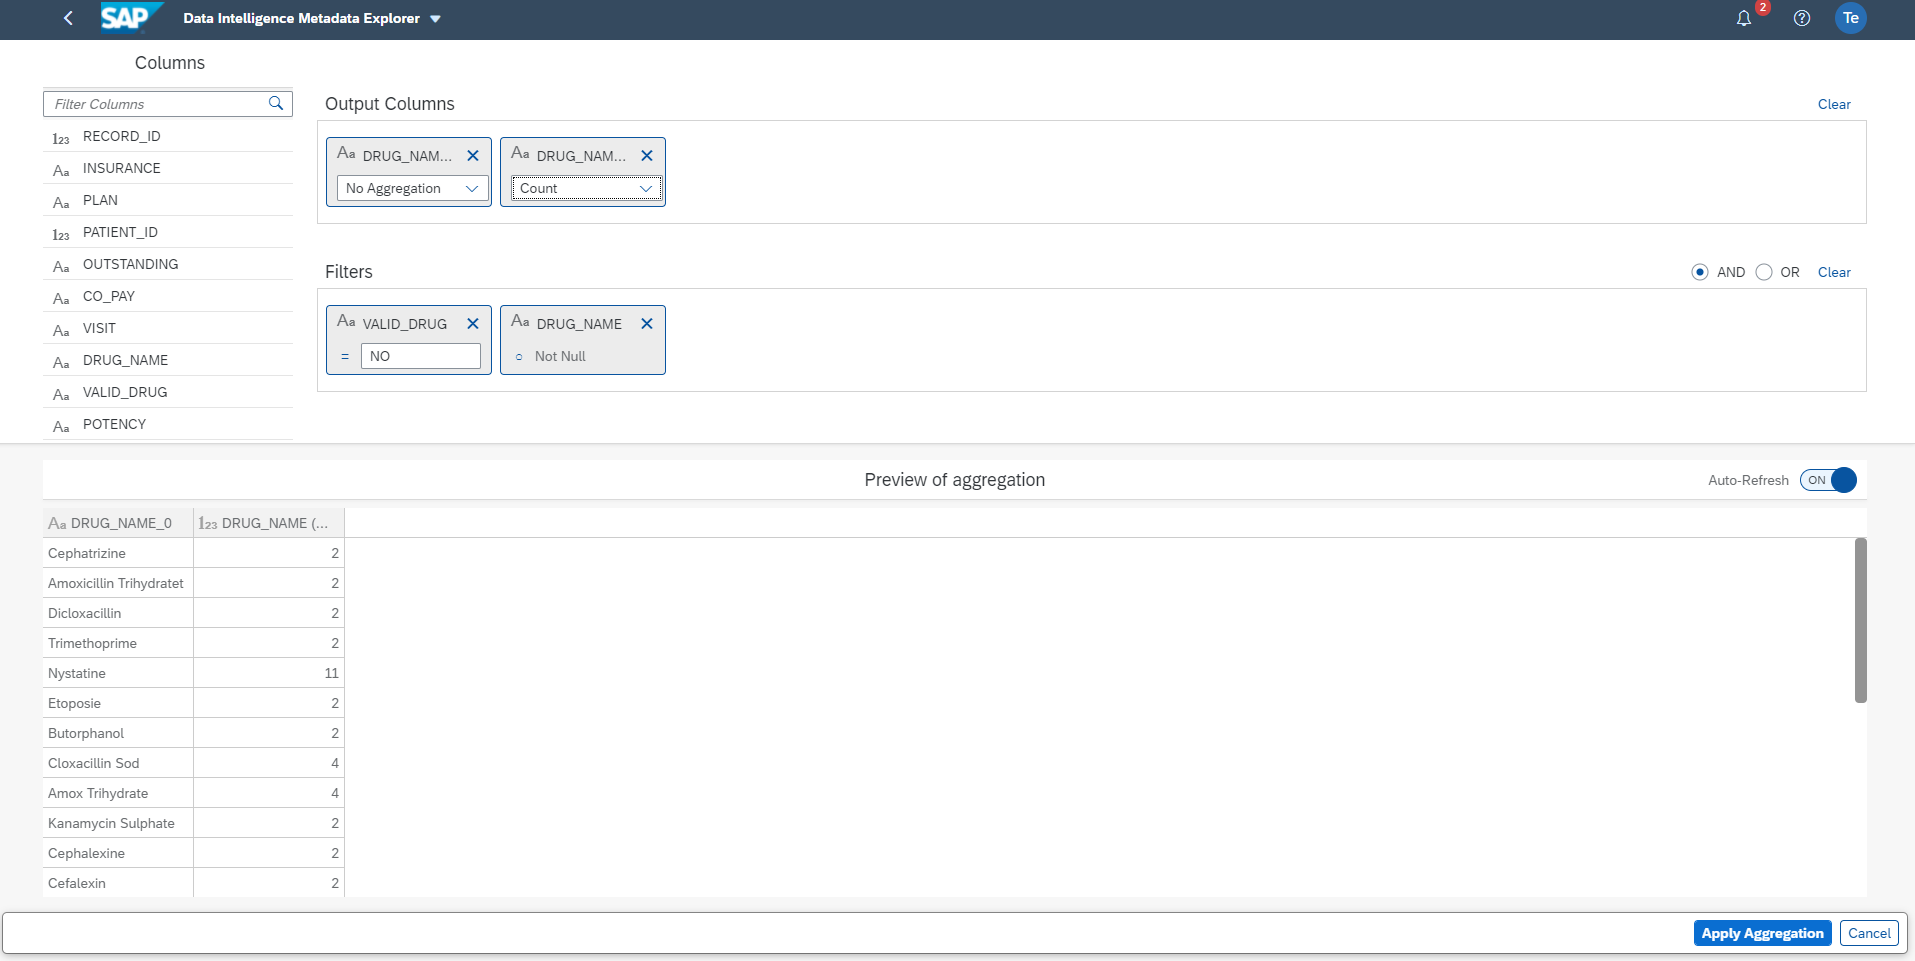 SAP Data Intelligence Metadata Explorer 2 Te
Columns
Filter Columns
123 RECORD_ID
Aa INSURANCE
Aa PLAN
123 PATIENT_ID
Aa OUTSTANDING
Aa CO_PAY
Aa VISIT
Aa DRUG_NAME
Aa VALID_DRUG
Aa POTENCY
Output Columns Clear
Aa DRUG_NAM... Aa DRUG_NAM...
No Aggregation Count
Filters AND OR Clear
Aa VALID_DRUG Aa DRUG_NAME
= NO Not Null
Preview of aggregation Auto-Refresh ON
Aa DRUG_NAME_0 123 DRUG_NAME (...
Cephatrizine 2
Amoxicillin Trihydratet 2
Dicloxacillin 2
Trimethoprime 2
Nystatine 11
Etoposie 2
Butorphanol 2
Cloxacillin Sod 4
Amox Trihydrate 4
Kanamycin Sulphate 2
Cephalexine 2
Cefalexin 2
Apply Aggregation Cancel